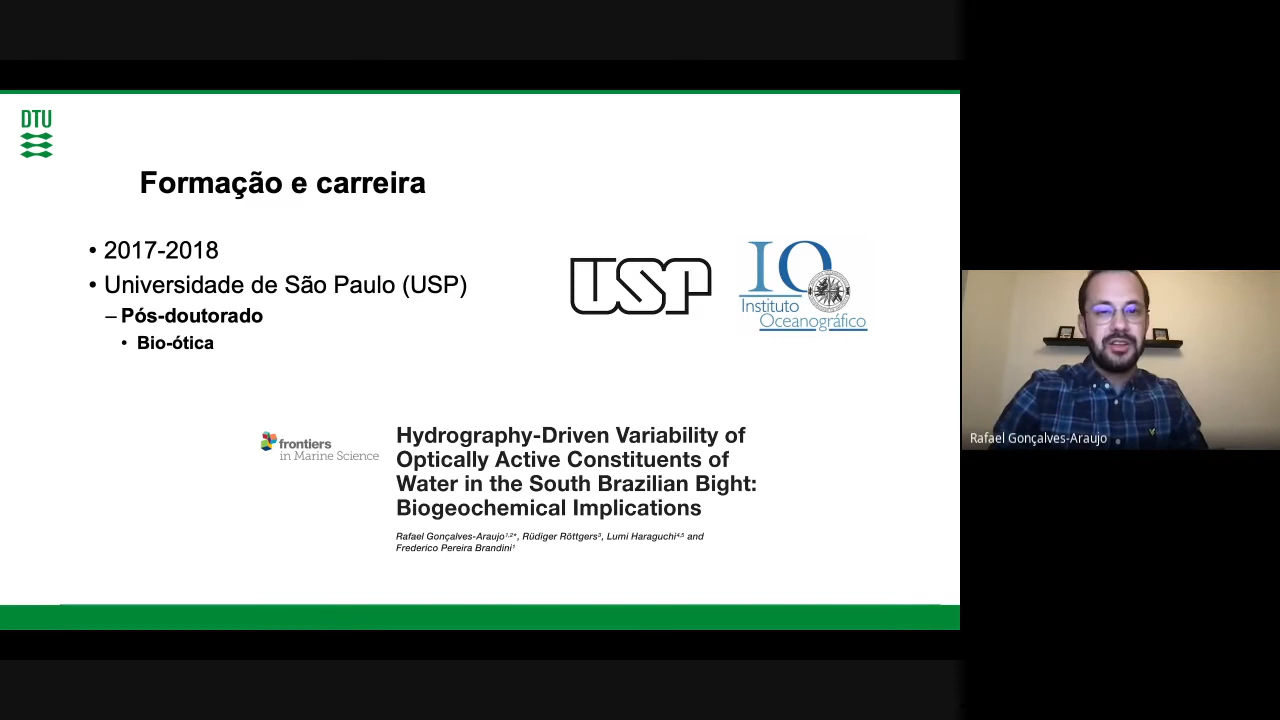 DTU
Formação e carreira
• 2017-2018
• Universidade de São Paulo (USP)
– Pós-doutorado
• Bio-ótica
USP
IO
Instituto
Oceanográfico
frontiers
in Marine Science
Hydrography-Driven Variability of
Optically Active Constituents of
Water in the South Brazilian Bight:
Biogeochemical Implications
Rafael Gonçalves-Araujo1,2*, Rüdiger Röttgers3, Lumi Haraguchi4,5 and
Frederico Pereira Brandini1
Rafael Gonçalves-Araujo